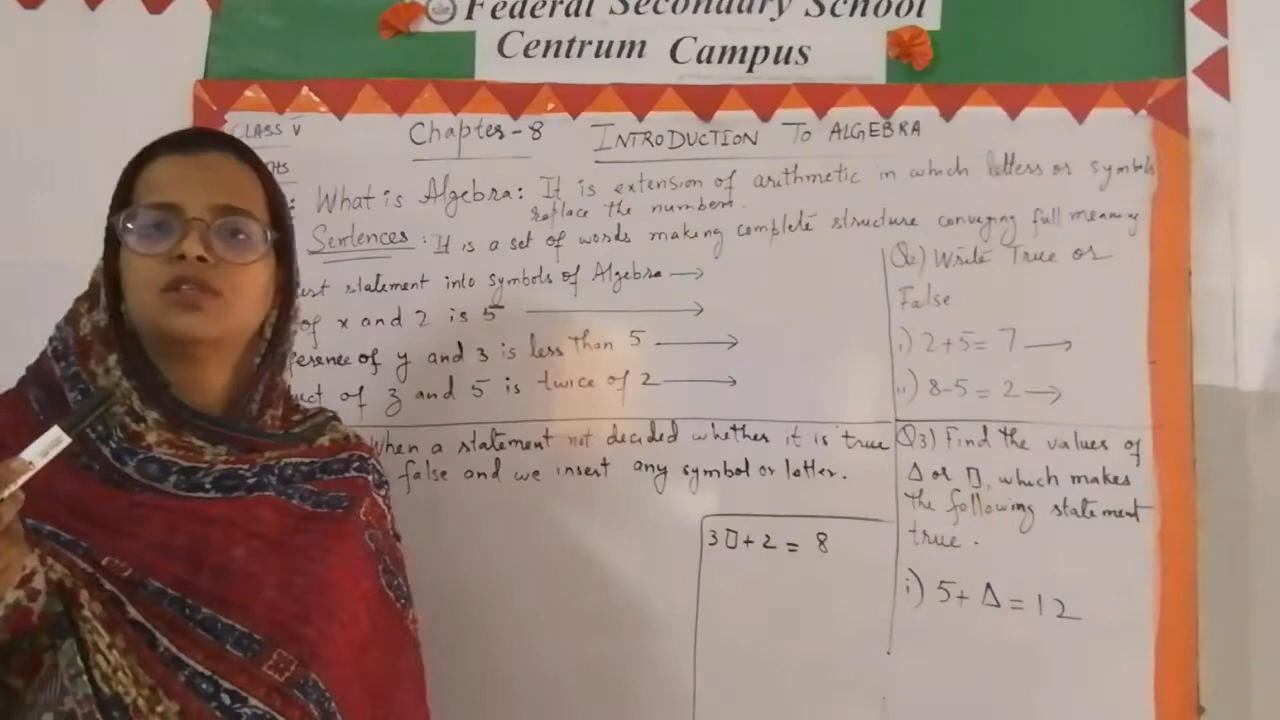 Federal Secondary School
Centrum Campus
CLASS V
Chapter-8 INTRODUCTION TO ALGEBRA
What is Algebra: It is extension of arithmetic in which letters or symbols
replace the numbers.
Sentences: It is a set of words making complete structure conveying full meaning
statement into symbols of Algebra →
of x and 2 is 5 →
of y and 3 is less than 5 →
of z and 5 is twice of 2 →
When a statement not decided whether it is true
false and we insert any symbol or letter.
3▯+2 = 8
Write True or
False
i) 2+5= 7 →
ii) 8-5 = 2 →
Q3) Find the values of
△ or ▯, which makes
the following statement
true.
i) 5+ △ = 12